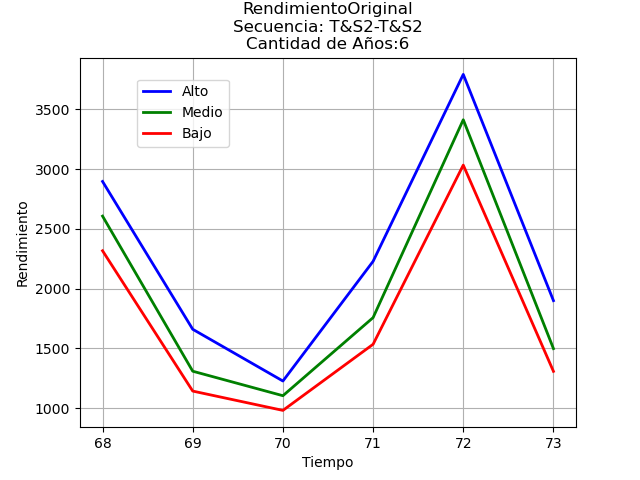 RendimientoOriginal
Secuencia: T&S2-T&S2
Cantidad de Años:6
Alto
Medio
Bajo
3500
3000
2500
2000
1500
1000
Rendimiento
68 69 70 71 72 73
Tiempo